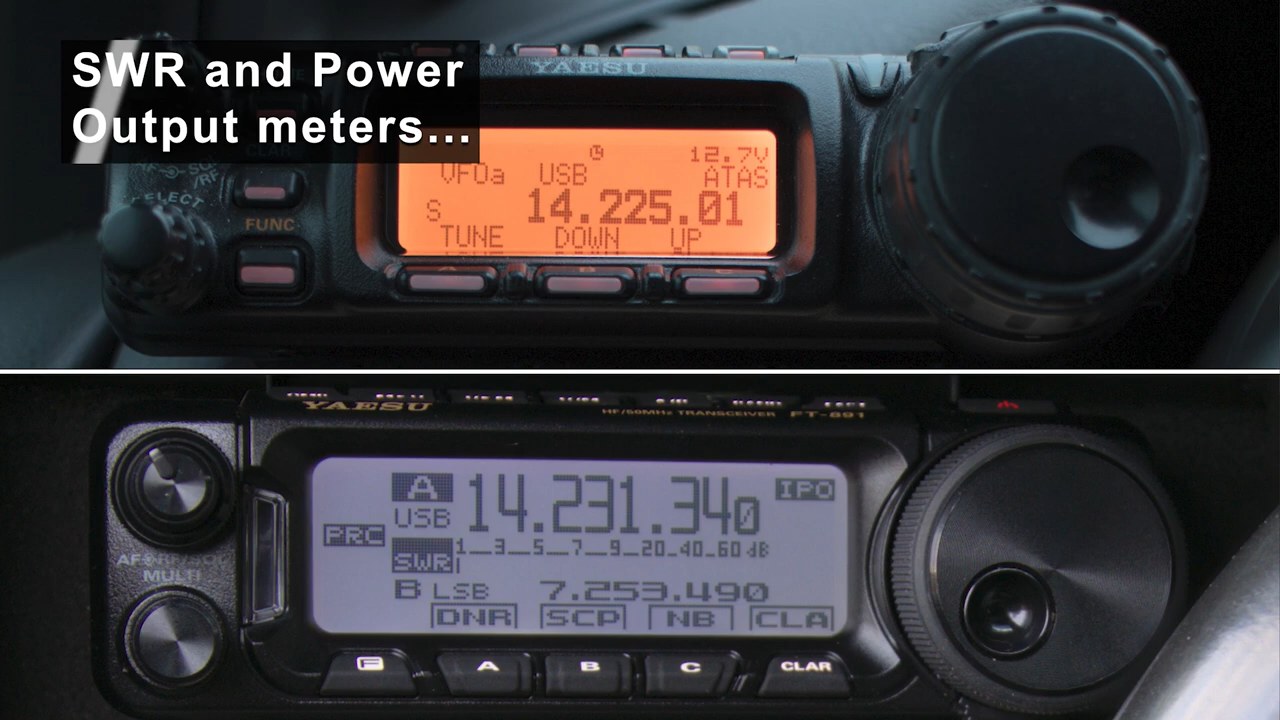 SWR and Power
Output meters...
YAESU
SELECT
FUNC
12.7V
VFOa USB ATAS
S 14.225.01
TUNE DOWN UP
A B C
YAESU
HF/50MHz TRANSCEIVER FT-891
A 14.231.340 IPO
USB
PRC
SWR 1 3 5 7 9 20 40 60 dB
B LSB 7.253.490
DNR SCP NB CLA
MULTI
F A B C CLAR